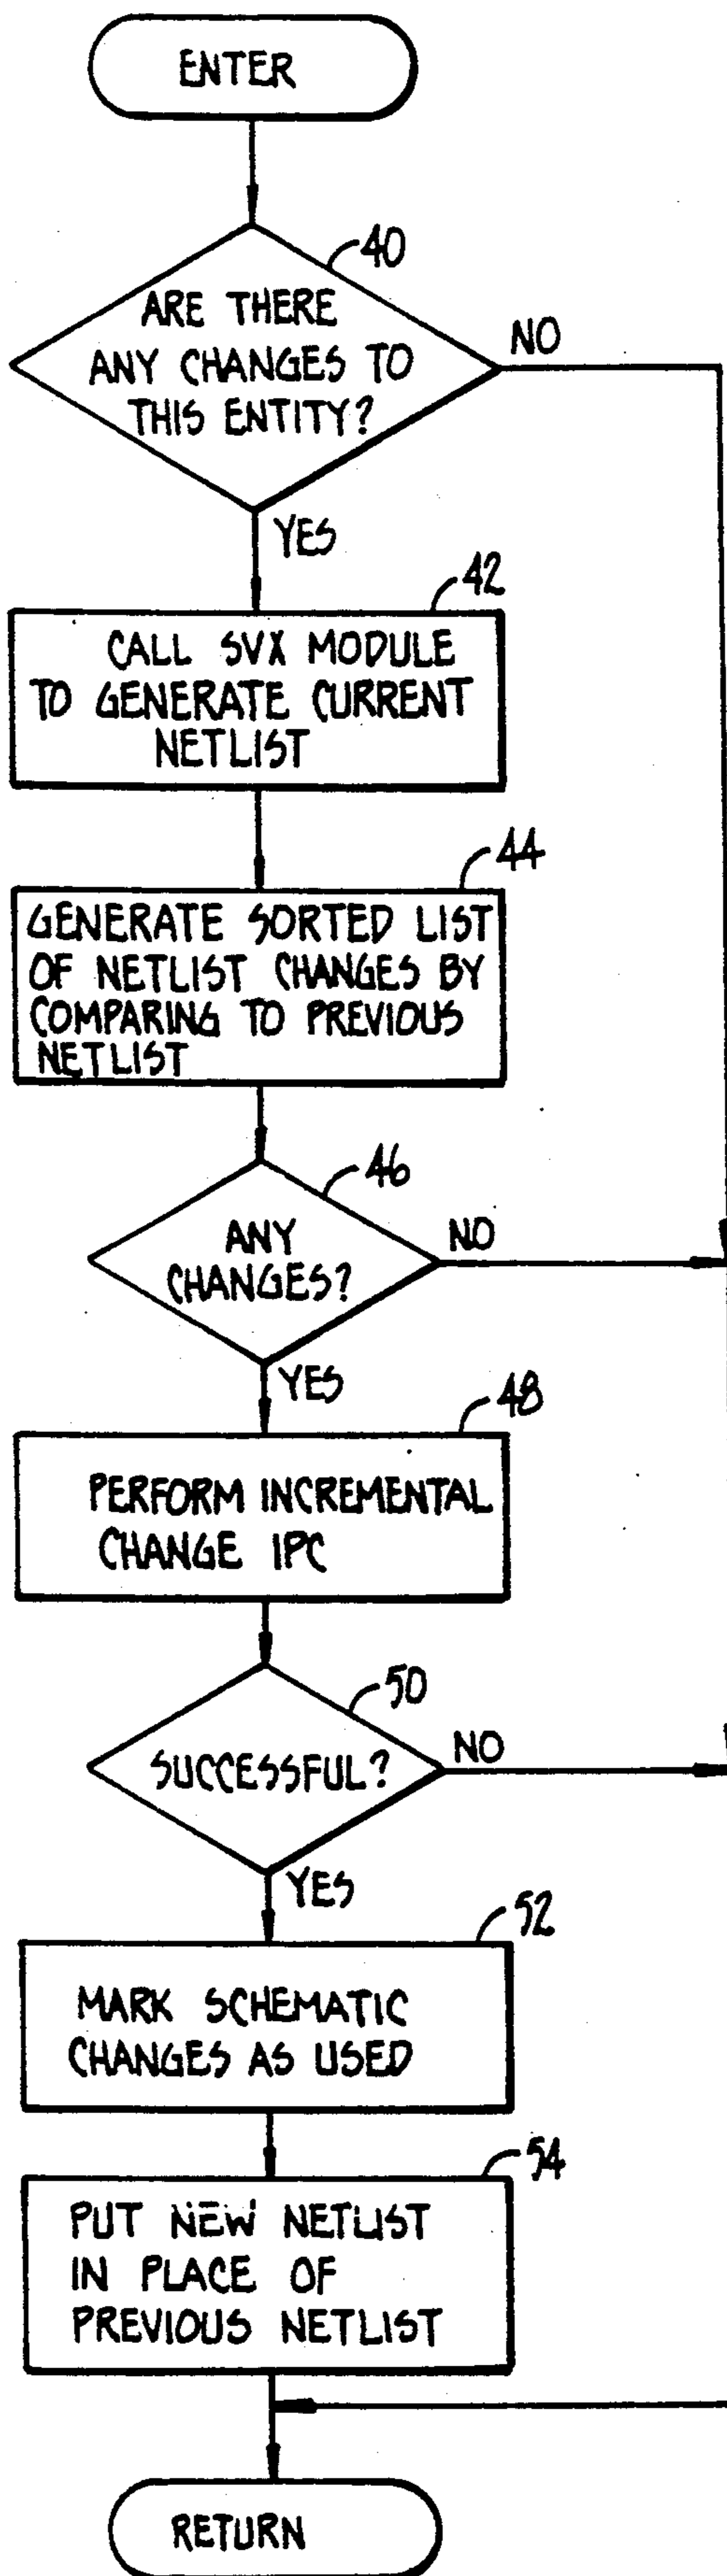 ENTER
40
ARE THERE
ANY CHANGES TO
THIS ENTITY?
NO
YES
42
CALL SVX MODULE
TO GENERATE CURRENT
NETLIST
44
GENERATE SORTED LIST
OF NETLIST CHANGES BY
COMPARING TO PREVIOUS
NETLIST
46
ANY
CHANGES?
NO
YES
48
PERFORM INCREMENTAL
CHANGE IPC
50
SUCCESSFUL?
NO
YES
52
MARK SCHEMATIC
CHANGES AS USED
54
PUT NEW NETLIST
IN PLACE OF
PREVIOUS NETLIST
RETURN